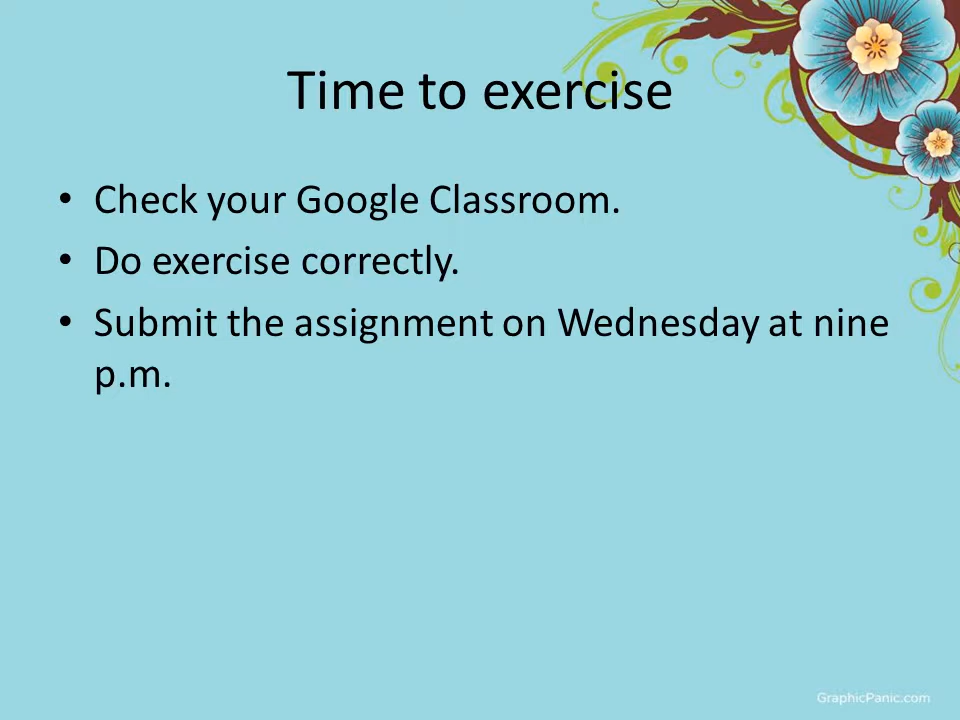 Time to exercise
• Check your Google Classroom.
• Do exercise correctly.
• Submit the assignment on Wednesday at nine
p.m.
GraphicPanic.com